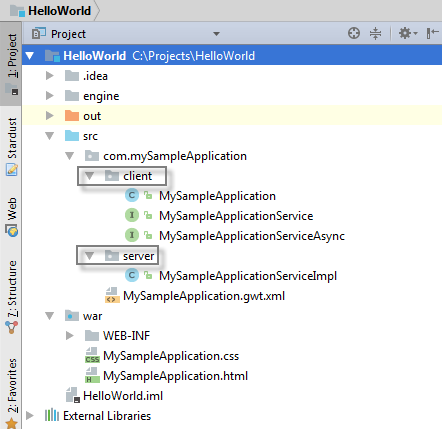 HelloWorld
Project
HelloWorld C:\Projects\HelloWorld
.idea
engine
out
src
com.mySampleApplication
client
C MySampleApplication
I MySampleApplicationService
I MySampleApplicationServiceAsync
server
C MySampleApplicationServiceImpl
MySampleApplication.gwt.xml
war
WEB-INF
CSS MySampleApplication.css
H MySampleApplication.html
HelloWorld.iml
External Libraries
1: Project
Stardust
Web
7: Structure
2: Favorites